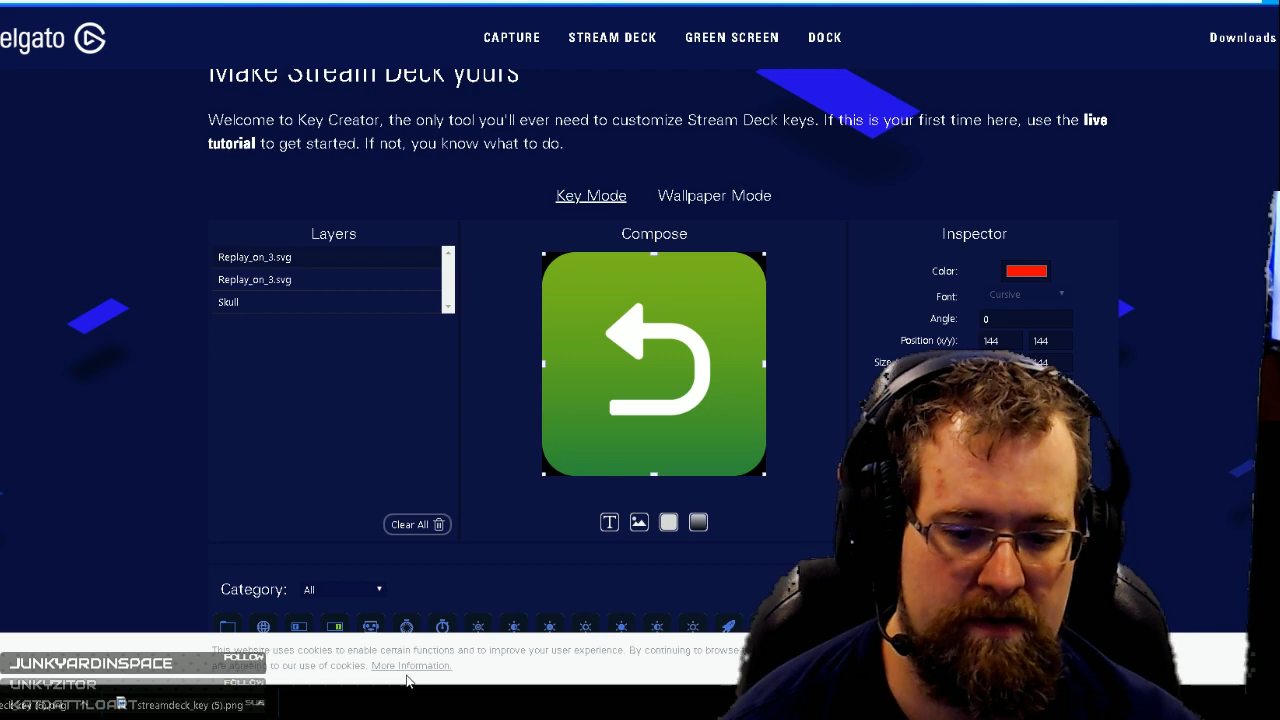 elgato
CAPTURE STREAM DECK GREEN SCREEN DOCK Downloads
Make Stream Deck yours
Welcome to Key Creator, the only tool you'll ever need to customize Stream Deck keys. If this is your first time here, use the live
tutorial to get started. If not, you know what to do.
Key Mode Wallpaper Mode
Layers
Replay_on_3.svg
Replay_on_3.svg
Skull
Clear All
Compose
T
Inspector
Color:
Font: Cursive
Angle: 0
Position (x/y): 144 144
Category: All
This website uses cookies to enable certain functions and to improve your user experience. By continuing to browse
are agreeing to our use of cookies. More Information.
JUNKYARDINSPACE FOLLOW
UNKYZITOR FOLLOW
streamdeck_key (5).png